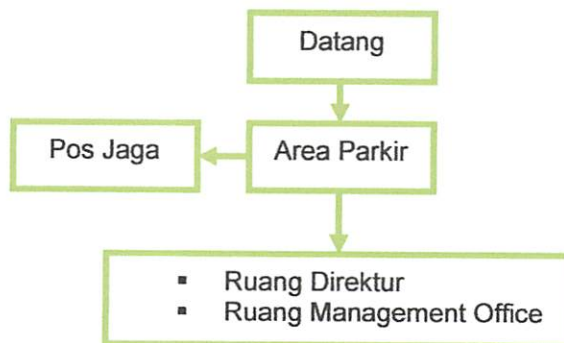 Datang
Pos Jaga
Area Parkir
▪ Ruang Direktur
▪ Ruang Management Office